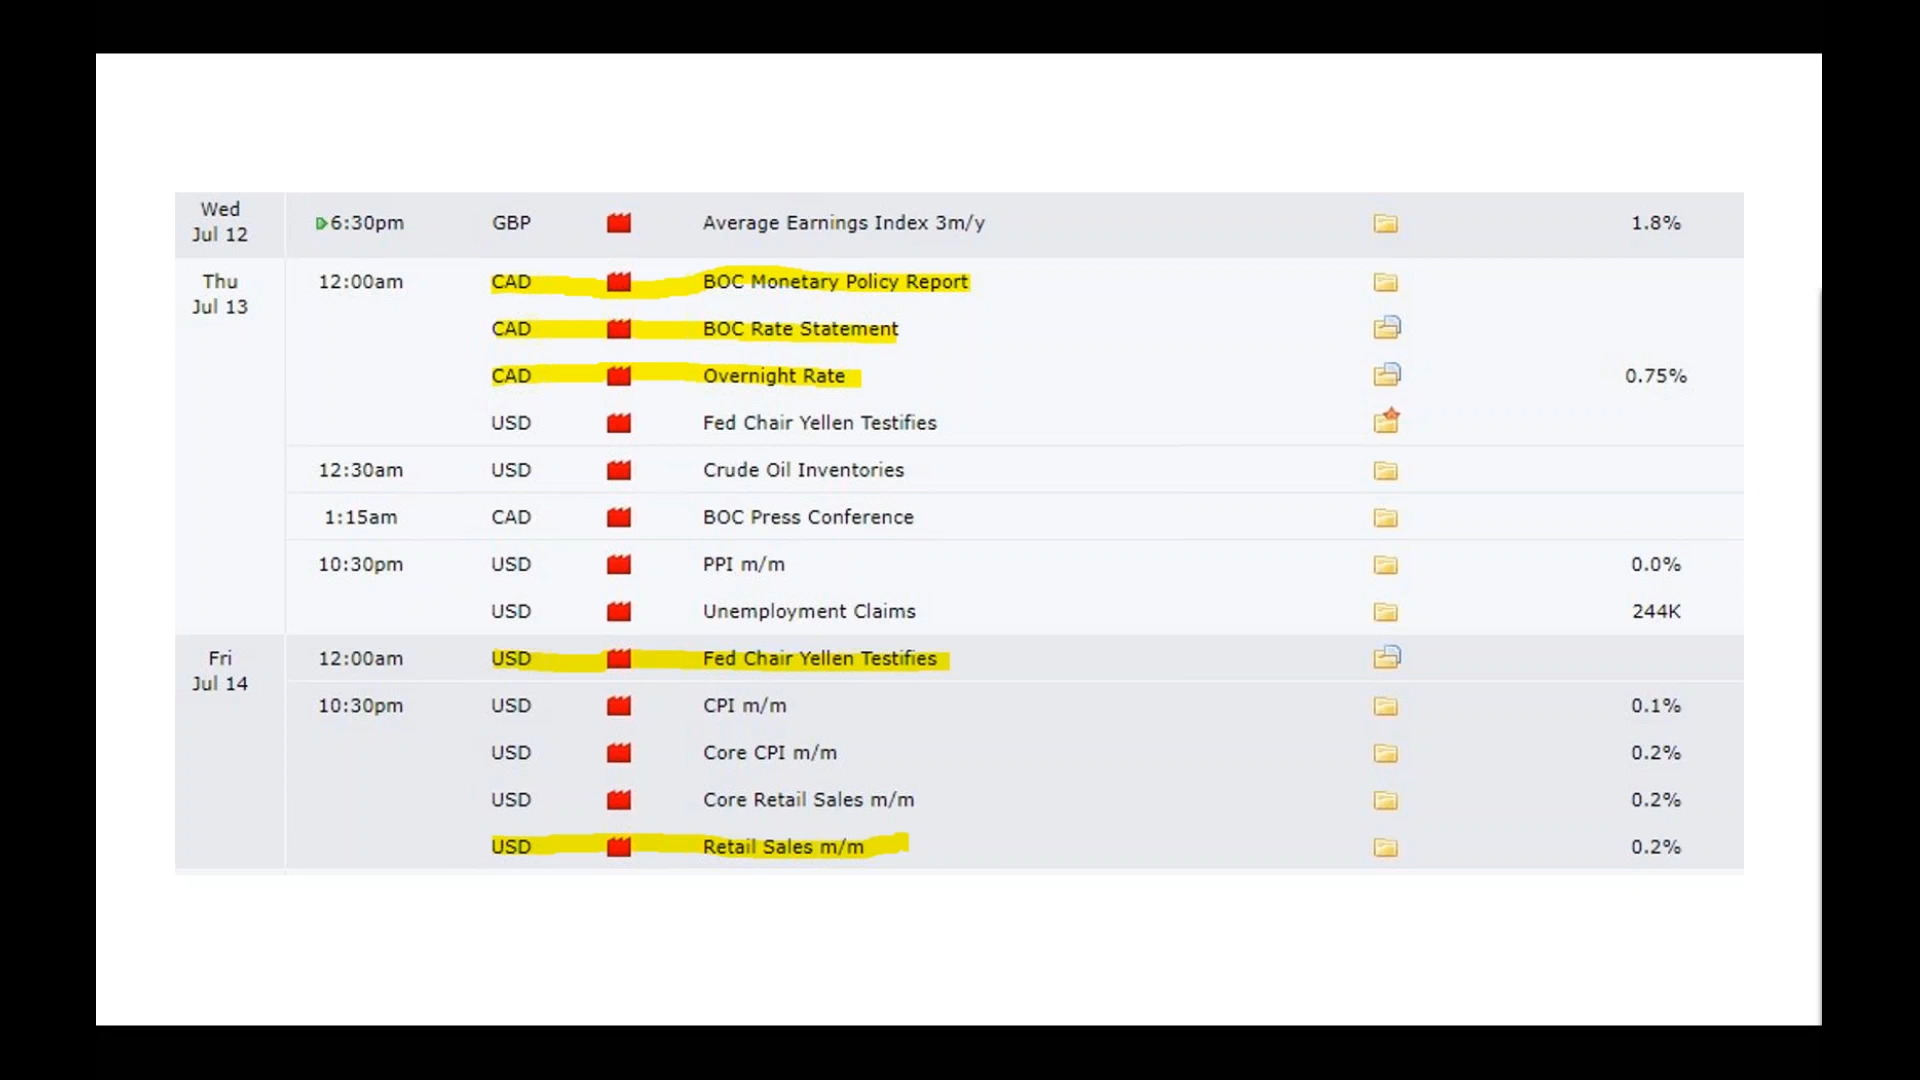 Wed
Jul 12
6:30pm GBP Average Earnings Index 3m/y 1.8%
Thu
Jul 13
12:00am CAD BOC Monetary Policy Report
CAD BOC Rate Statement
CAD Overnight Rate 0.75%
USD Fed Chair Yellen Testifies
12:30am USD Crude Oil Inventories
1:15am CAD BOC Press Conference
10:30pm USD PPI m/m 0.0%
USD Unemployment Claims 244K
Fri
Jul 14
12:00am USD Fed Chair Yellen Testifies
10:30pm USD CPI m/m 0.1%
USD Core CPI m/m 0.2%
USD Core Retail Sales m/m 0.2%
USD Retail Sales m/m 0.2%